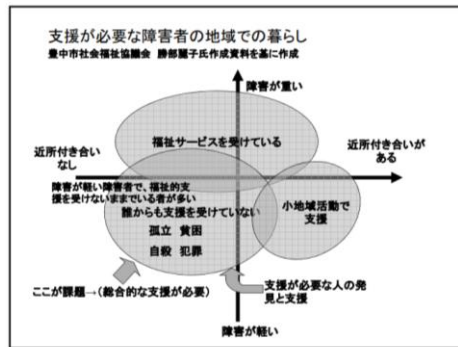 支援が必要な障害者の地域での暮らし
豊中市社会福祉協議会 勝部麗子氏作成資料を基に作成
障害が重い
福祉サービスを受けている
近所付き合い
なし
近所付き合いが
ある
障害が軽い障害者で、福祉的支
援を受けないままでいる者が多い
誰からも支援を受けていない
孤立 貧困
自殺 犯罪
小地域活動で
支援
ここが課題→(総合的な支援が必要)
支援が必要な人の発
見と支援
障害が軽い